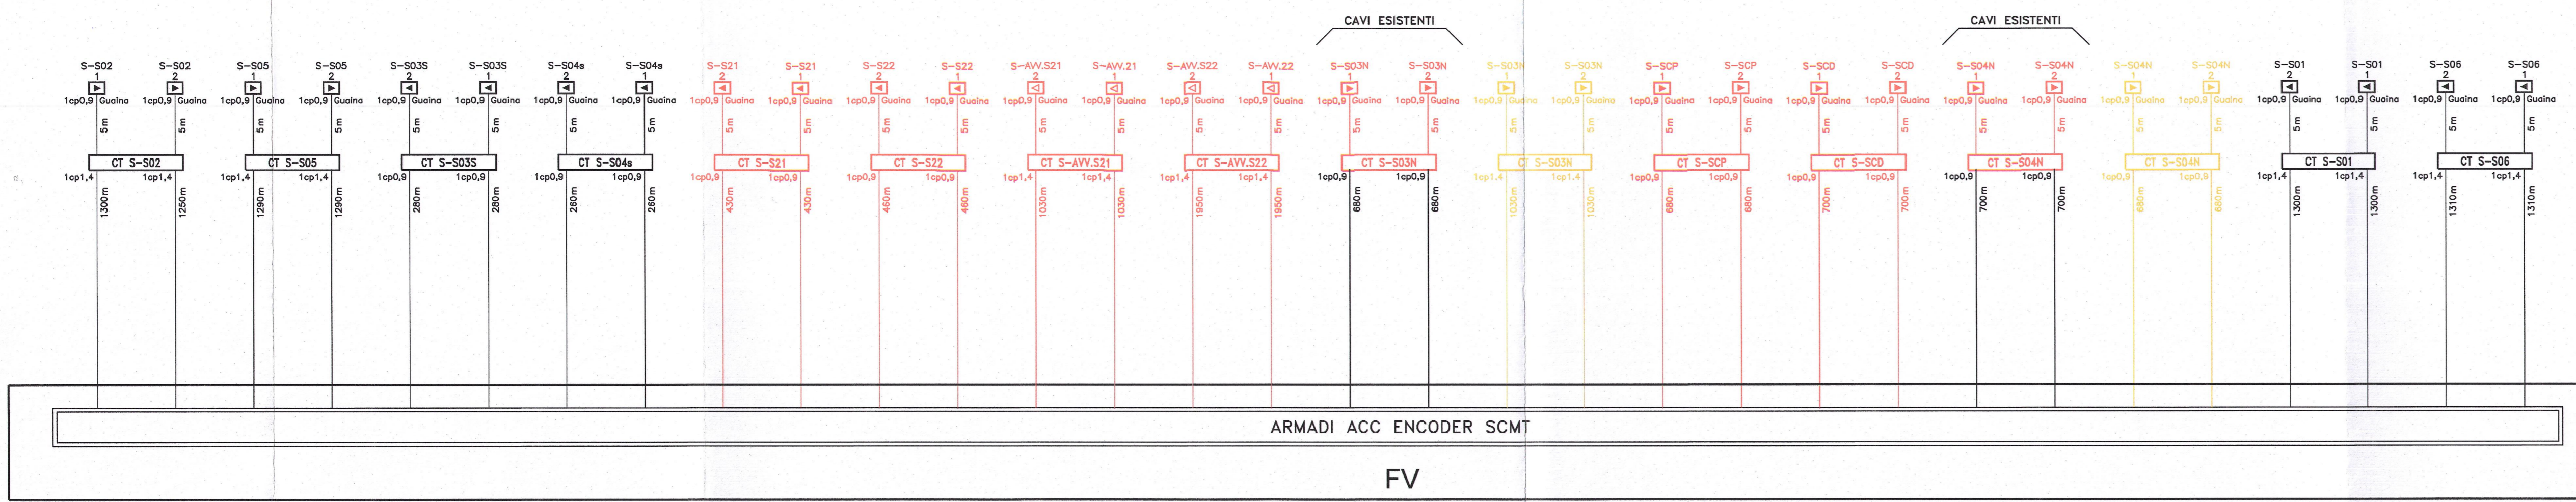 CAVI ESISTENTI CAVI ESISTENTI
S-S02 S-S02 S-S05 S-S05 S-S03S S-S03S S-S04s S-S04s S-S21 S-S21 S-S22 S-S22 S-AVV.S21 S-AVV.21 S-AVV.S22 S-AVV.22 S-S03N S-S03N S-S03N S-S03N S-SCP S-SCP S-SCD S-SCD S-S04N S-S04N S-S04N S-S04N S-S01 S-S01 S-S06 S-S06
1 2 1 2 2 1 2 1 2 1 2 1 2 1 2 1 1 2 1 2 1 2 1 2 1 2 1 2 2 1 2 1
1cp0,9 Guaina 1cp0,9 Guaina 1cp0,9 Guaina 1cp0,9 Guaina 1cp0,9 Guaina 1cp0,9 Guaina 1cp0,9 Guaina 1cp0,9 Guaina 1cp0,9 Guaina 1cp0,9 Guaina 1cp0,9 Guaina 1cp0,9 Guaina 1cp0,9 Guaina 1cp0,9 Guaina 1cp0,9 Guaina 1cp0,9 Guaina 1cp0,9 Guaina 1cp0,9 Guaina 1cp0,9 Guaina 1cp0,9 Guaina 1cp0,9 Guaina 1cp0,9 Guaina 1cp0,9 Guaina 1cp0,9 Guaina 1cp0,9 Guaina 1cp0,9 Guaina 1cp0,9 Guaina 1cp0,9 Guaina 1cp0,9 Guaina 1cp0,9 Guaina 1cp0,9 Guaina 1cp0,9 Guaina
5m 5m 5m 5m 5m 5m 5m 5m 5m 5m 5m 5m 5m 5m 5m 5m 5m 5m 5m 5m 5m 5m 5m 5m 5m 5m 5m 5m 5m 5m 5m 5m
CT S-S02 CT S-S05 CT S-S03S CT S-S04s CT S-S21 CT S-S22 CT S-AVV.S21 CT S-AVV.S22 CT S-S03N CT S-S03N CT S-SCP CT S-SCD CT S-S04N CT S-S04N CT S-S01 CT S-S06
1cp1,4 1cp1,4 1cp1,4 1cp1,4 1cp0,9 1cp0,9 1cp0,9 1cp0,9 1cp0,9 1cp0,9 1cp0,9 1cp0,9 1cp1,4 1cp1,4 1cp1,4 1cp1,4 1cp0,9 1cp0,9 1cp1,4 1cp1,4 1cp0,9 1cp0,9 1cp0,9 1cp0,9 1cp0,9 1cp0,9 1cp0,9 1cp0,9 1cp1,4 1cp1,4 1cp1,4 1cp1,4
1300m 1250m 1290m 1290m 280m 280m 260m 260m 430m 430m 460m 460m 1030m 1030m 1950m 1950m 680m 680m 1030m 1030m 680m 680m 700m 700m 700m 700m 680m 680m 1300m 1300m 1310m 1310m
ARMADI ACC ENCODER SCMT
FV